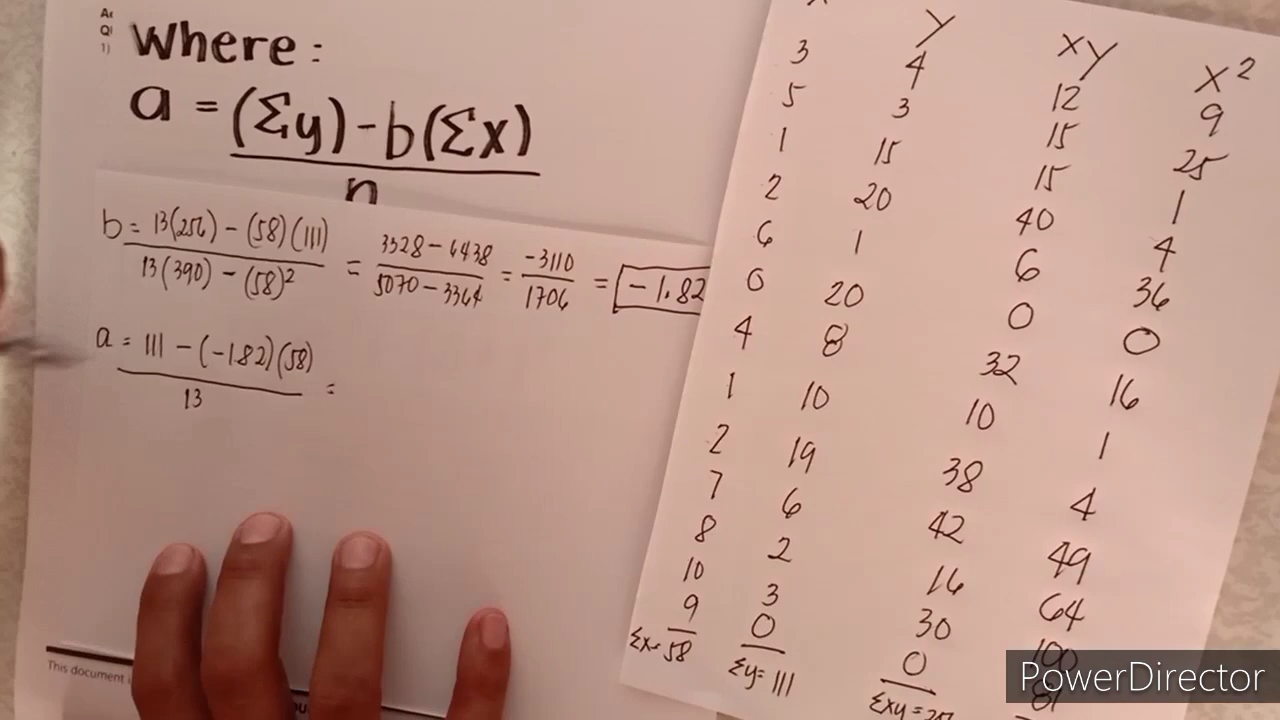 1)
Where:
a = (Σy) - b(Σx)
n
b = 13(256) - (58)(111)
13(390) - (58)²
= 3328 - 6438
5070 - 3364
= -3110
1706
= -1.82
a = 111 - (-1.82)(58)
13
=
This document
y xy x²
3 4 12 9
5 3 15 25
1 15 15 1
2 20 40 4
6 1 6 36
0 20 0 0
4 8 32 16
1 10 10 1
2 19 38 4
7 6 42 49
8 2 16 64
10 3 30 100
9 0 0 81
Σx=58 Σy=111 Σxy=
PowerDirector